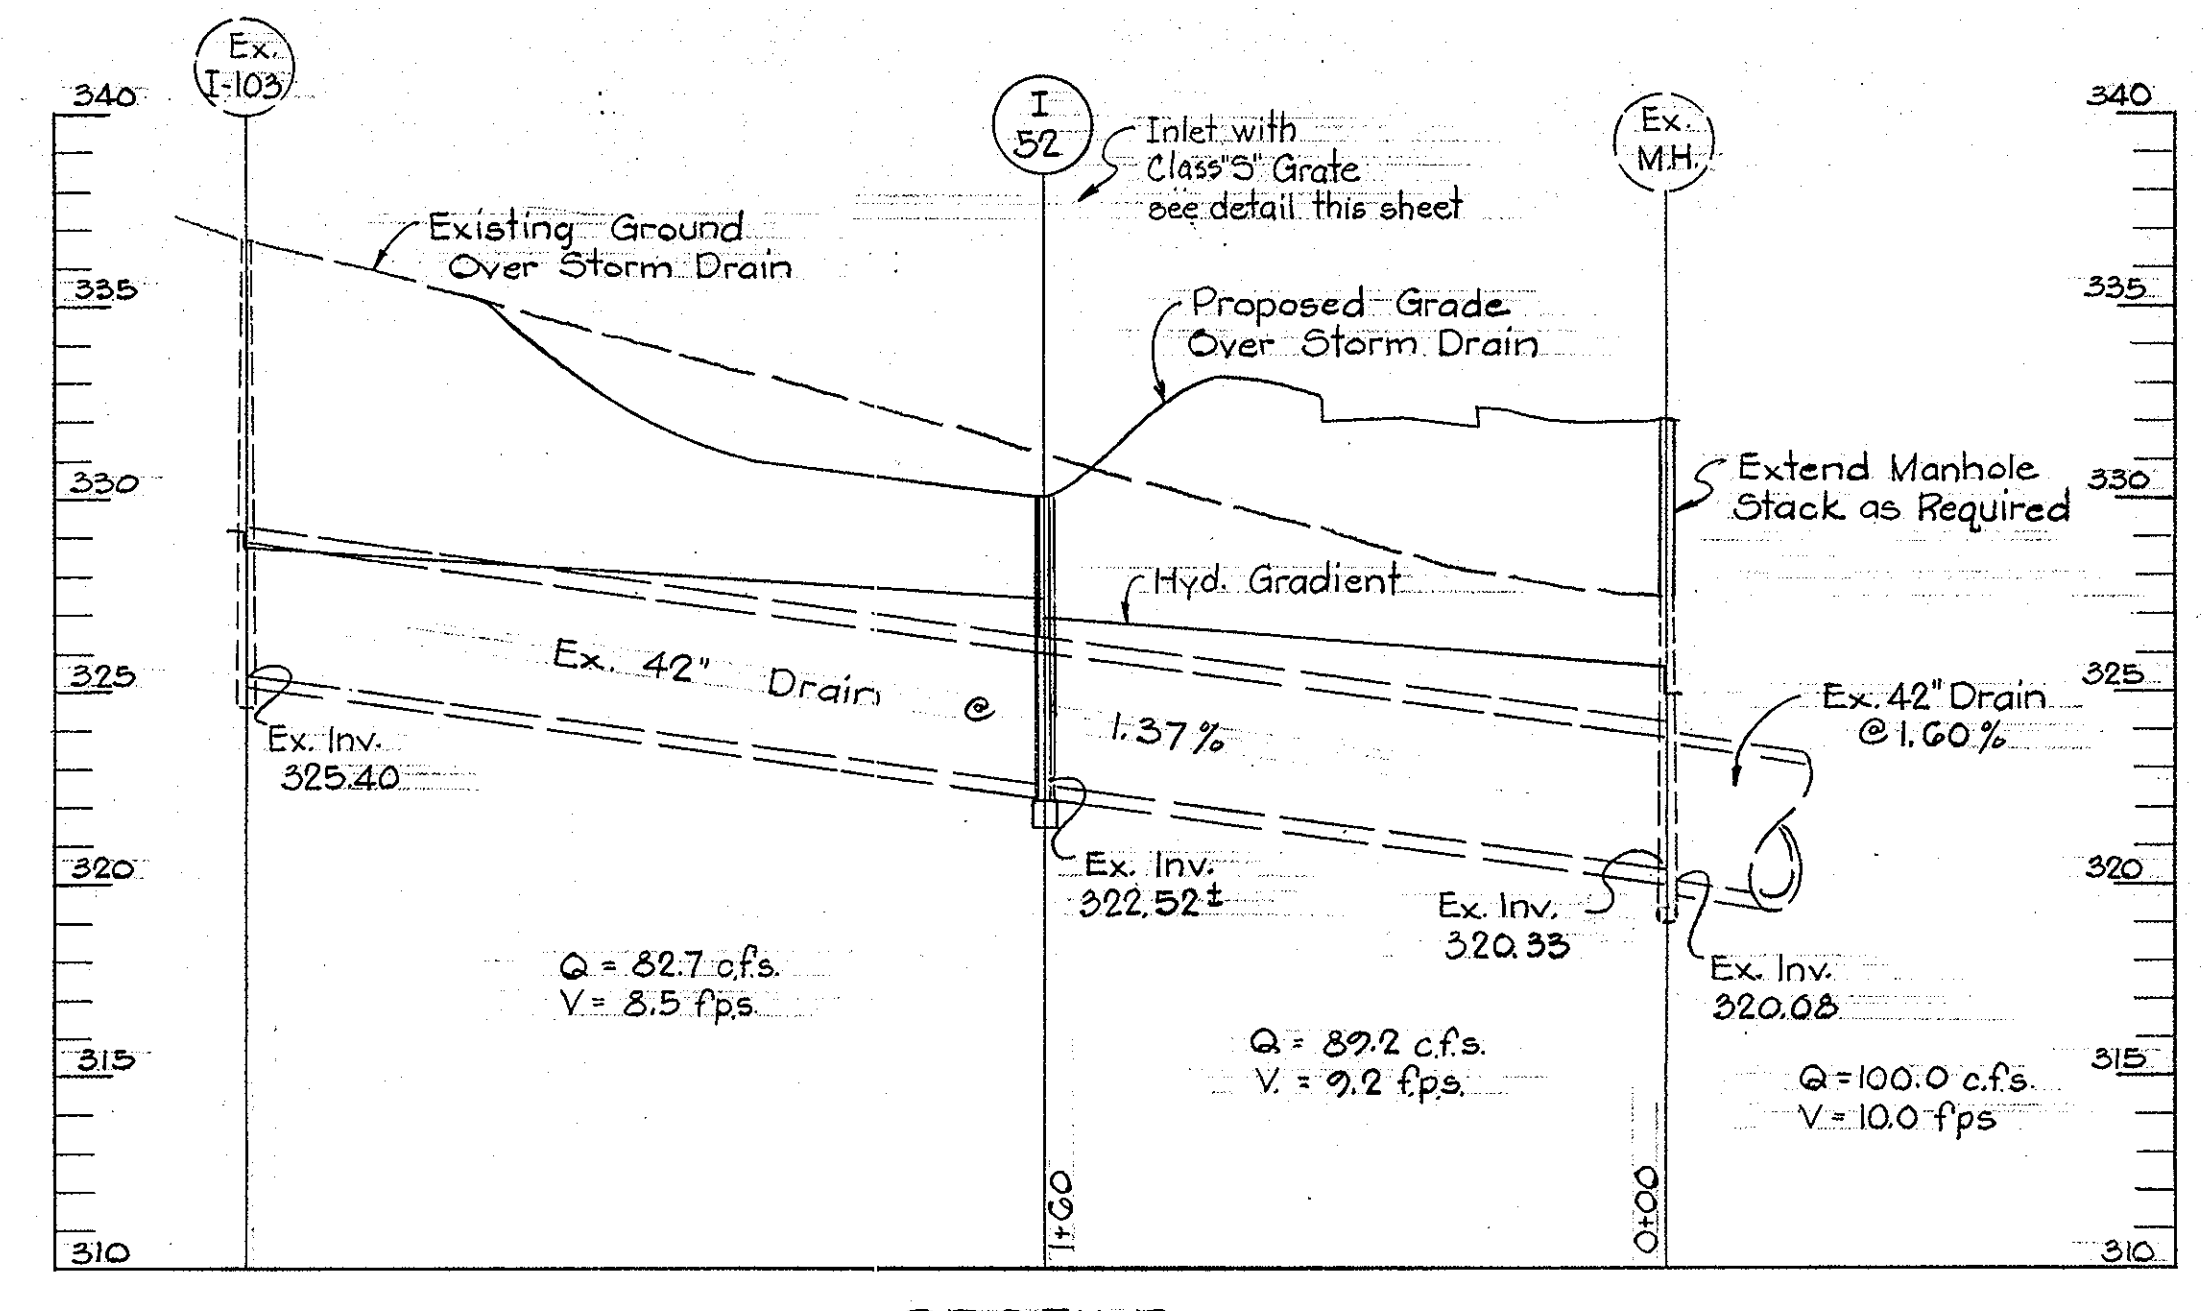 Ex.
I-103
I
52
Ex.
M.H.
340
335
330
325
320
315
310
340
335
330
325
320
315
310
Inlet with
Class "S" Grate
see detail this sheet
Existing Ground
Over Storm Drain
Proposed Grade
Over Storm Drain
Extend Manhole
Stack as Required
Hyd. Gradient
Ex. 42" Drain @ 1.37%
Ex. 42" Drain
@ 1.60%
Ex. Inv.
325.40
Ex. Inv.
322.52±
Ex. Inv.
320.33
Ex. Inv.
320.08
Q = 82.7 c.f.s.
V = 8.5 f.p.s.
Q = 89.2 c.f.s.
V. = 9.2 f.p.s.
Q = 100.0 c.f.s.
V = 10.0 fps
1+60
0+00